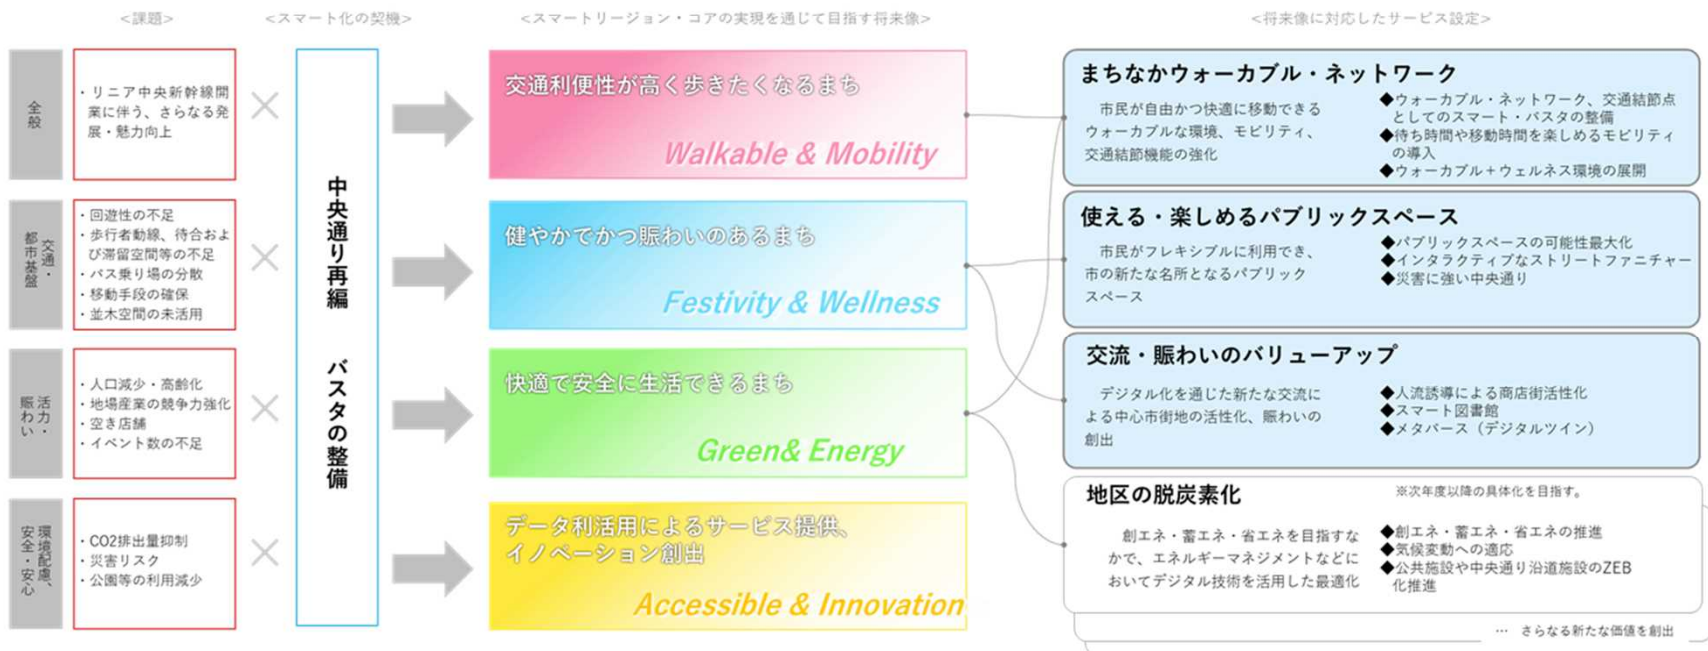 <課題>
<スマート化の契機>
<スマートリージョン・コアの実現を通じて目指す将来像>
<将来像に対応したサービス設定>
全般
・リニア中央新幹線開
業に伴う、さらなる発
展・魅力向上
交通・
都市基盤
・回遊性の不足
・歩行者動線、待合およ
び滞留空間等の不足
・バス乗り場の分散
・移動手段の確保
・並木空間の未活用
活力・
賑わい
・人口減少・高齢化
・地場産業の競争力強化
・空き店舗
・イベント数の不足
環境配慮、
安全・安心
・CO2排出量抑制
・災害リスク
・公園等の利用減少
中央通り再編 バスタの整備
交通利便性が高く歩きたくなるまち
Walkable & Mobility
健やかでかつ賑わいのあるまち
Festivity & Wellness
快適で安全に生活できるまち
Green& Energy
データ利活用によるサービス提供、
イノベーション創出
Accessible & Innovation
まちなかウォーカブル・ネットワーク
市民が自由かつ快適に移動できる
ウォーカブルな環境、モビリティ、
交通結節機能の強化
◆ウォーカブル・ネットワーク、交通結節点
としてのスマート・バスタの整備
◆待ち時間や移動時間を楽しめるモビリティ
の導入
◆ウォーカブル+ウェルネス環境の展開
使える・楽しめるパブリックスペース
市民がフレキシブルに利用でき、
市の新たな名所となるパブリック
スペース
◆パブリックスペースの可能性最大化
◆インタラクティブなストリートファニチャー
◆災害に強い中央通り
交流・賑わいのバリューアップ
デジタル化を通じた新たな交流に
よる中心市街地の活性化、賑わいの
創出
◆人流誘導による商店街活性化
◆スマート図書館
◆メタバース（デジタルツイン）
地区の脱炭素化
※次年度以降の具体化を目指す。
創エネ・蓄エネ・省エネを目指すな
かで、エネルギーマネジメントなどに
おいてデジタル技術を活用した最適化
◆創エネ・蓄エネ・省エネの推進
◆気候変動への適応
◆公共施設や中央通り沿道施設のZEB
化推進
… さらなる新たな価値を創出